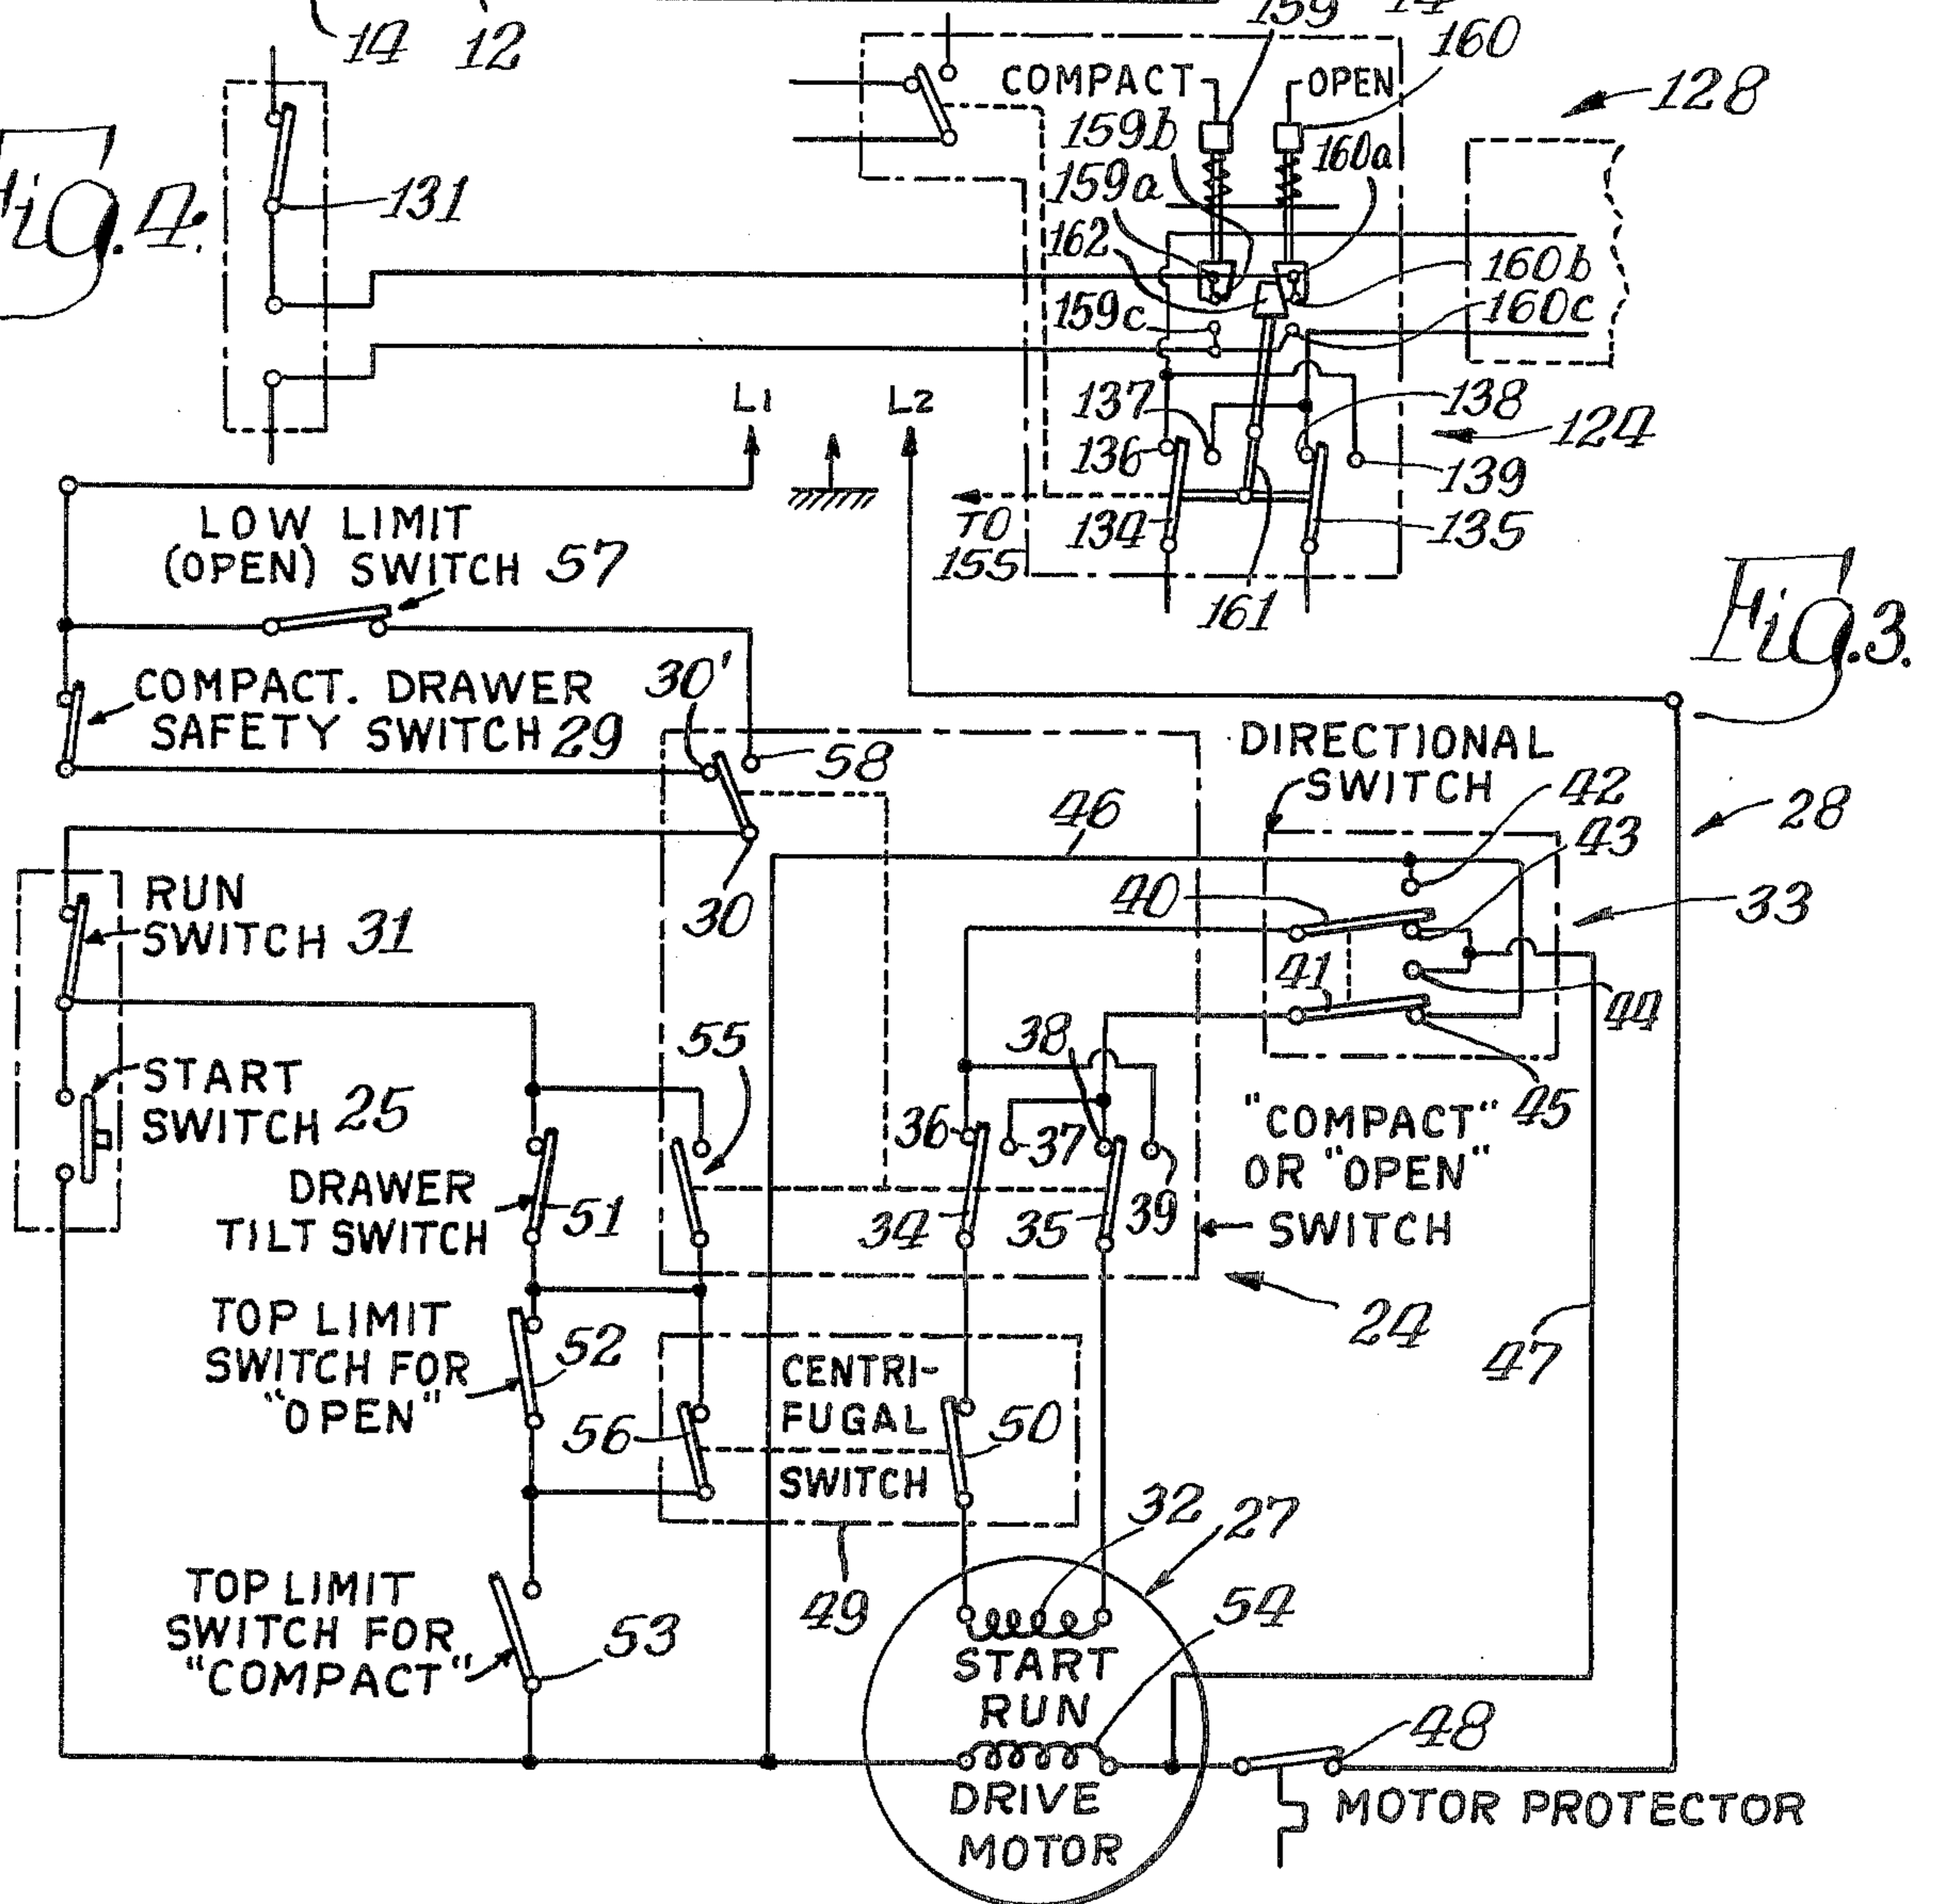 159 14
14 12
160
COMPACT OPEN
128
159b
160a
159a
Fig. 4.
131
162
160b
159c
160c
L1 L2
137
138
124
136
139
LOW LIMIT
(OPEN) SWITCH 57
TO
155
134
135
161
Fig. 3.
COMPACT. DRAWER
SAFETY SWITCH 29
30'
58
DIRECTIONAL
SWITCH
42
46
43
28
RUN
SWITCH 31
30
40
33
41
44
START
SWITCH 25
55
38
"COMPACT"
OR "OPEN"
SWITCH
45
36
37
39
DRAWER
TILT SWITCH
51
34
35
24
TOP LIMIT
SWITCH FOR
"OPEN"
52
CENTRI-
FUGAL
SWITCH
56
50
47
32
27
49
54
TOP LIMIT
SWITCH FOR
"COMPACT"
53
START
RUN
48
DRIVE
MOTOR
MOTOR PROTECTOR